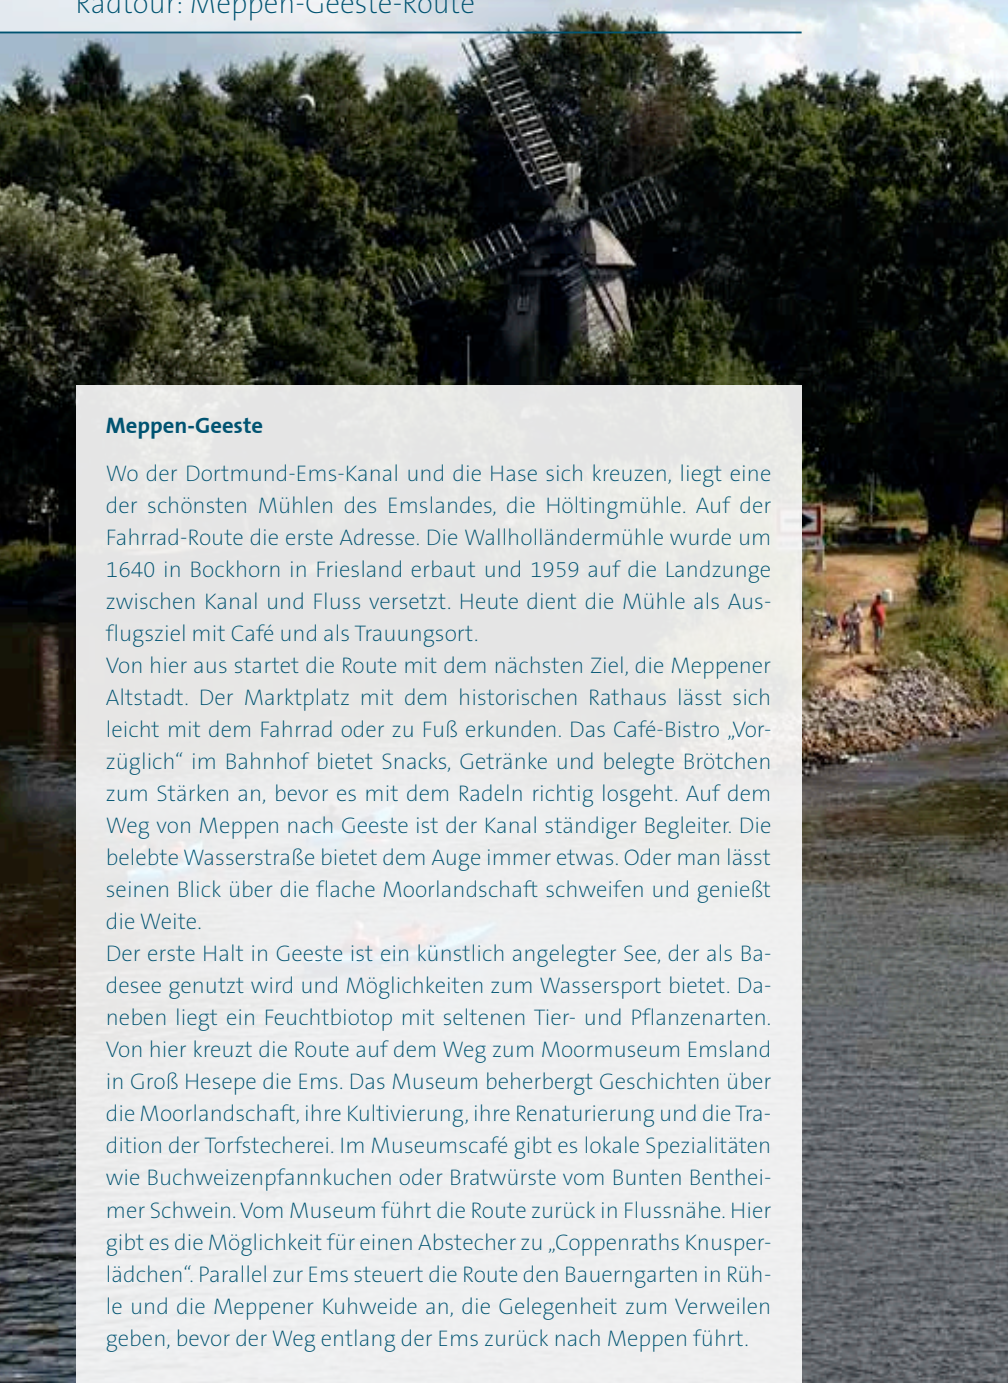 Radtour: Meppen-Geeste-Route
Meppen-Geeste
Wo der Dortmund-Ems-Kanal und die Hase sich kreuzen, liegt eine
der schönsten Mühlen des Emslandes, die Höltingmühle. Auf der
Fahrrad-Route die erste Adresse. Die Wallholländermühle wurde um
1640 in Bockhorn in Friesland erbaut und 1959 auf die Landzunge
zwischen Kanal und Fluss versetzt. Heute dient die Mühle als Aus-
flugsziel mit Café und als Trauungsort.
Von hier aus startet die Route mit dem nächsten Ziel, die Meppener
Altstadt. Der Marktplatz mit dem historischen Rathaus lässt sich
leicht mit dem Fahrrad oder zu Fuß erkunden. Das Café-Bistro „Vor-
züglich“ im Bahnhof bietet Snacks, Getränke und belegte Brötchen
zum Stärken an, bevor es mit dem Radeln richtig losgeht. Auf dem
Weg von Meppen nach Geeste ist der Kanal ständiger Begleiter. Die
belebte Wasserstraße bietet dem Auge immer etwas. Oder man lässt
seinen Blick über die flache Moorlandschaft schweifen und genießt
die Weite.
Der erste Halt in Geeste ist ein künstlich angelegter See, der als Ba-
desee genutzt wird und Möglichkeiten zum Wassersport bietet. Da-
neben liegt ein Feuchtbiotop mit seltenen Tier- und Pflanzenarten.
Von hier kreuzt die Route auf dem Weg zum Moormuseum Emsland
in Groß Hesepe die Ems. Das Museum beherbergt Geschichten über
die Moorlandschaft, ihre Kultivierung, ihre Renaturierung und die Tra-
dition der Torfstecherei. Im Museumscafé gibt es lokale Spezialitäten
wie Buchweizenpfannkuchen oder Bratwürste vom Bunten Benthei-
mer Schwein. Vom Museum führt die Route zurück in Flussnähe. Hier
gibt es die Möglichkeit für einen Abstecher zu „Coppenraths Knusper-
lädchen“. Parallel zur Ems steuert die Route den Bauerngarten in Rüh-
le und die Meppener Kuhweide an, die Gelegenheit zum Verweilen
geben, bevor der Weg entlang der Ems zurück nach Meppen führt.